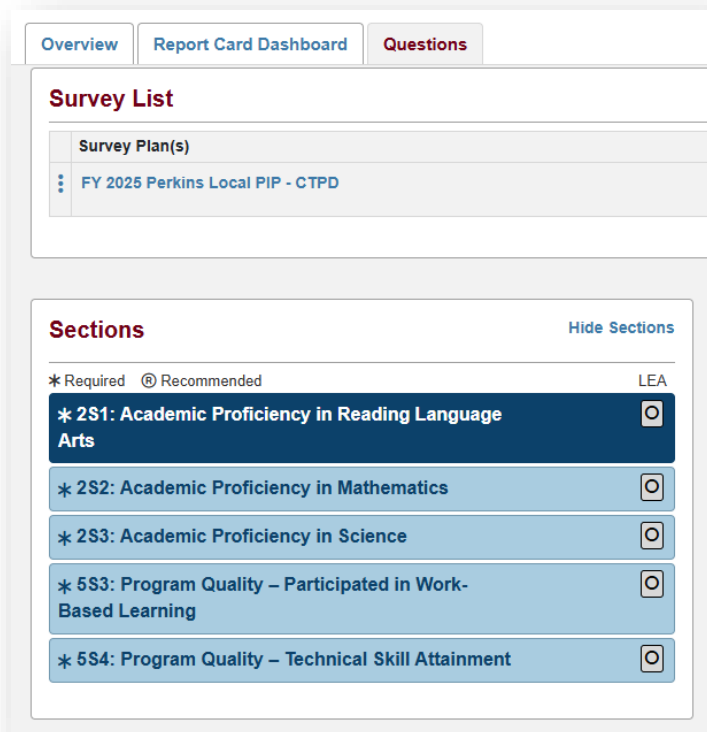 Overview Report Card Dashboard Questions
Survey List
Survey Plan(s)
FY 2025 Perkins Local PIP - CTPD
Sections Hide Sections
* Required ® Recommended LEA
* 2S1: Academic Proficiency in Reading Language
Arts
* 2S2: Academic Proficiency in Mathematics
* 2S3: Academic Proficiency in Science
* 5S3: Program Quality – Participated in Work-
Based Learning
* 5S4: Program Quality – Technical Skill Attainment